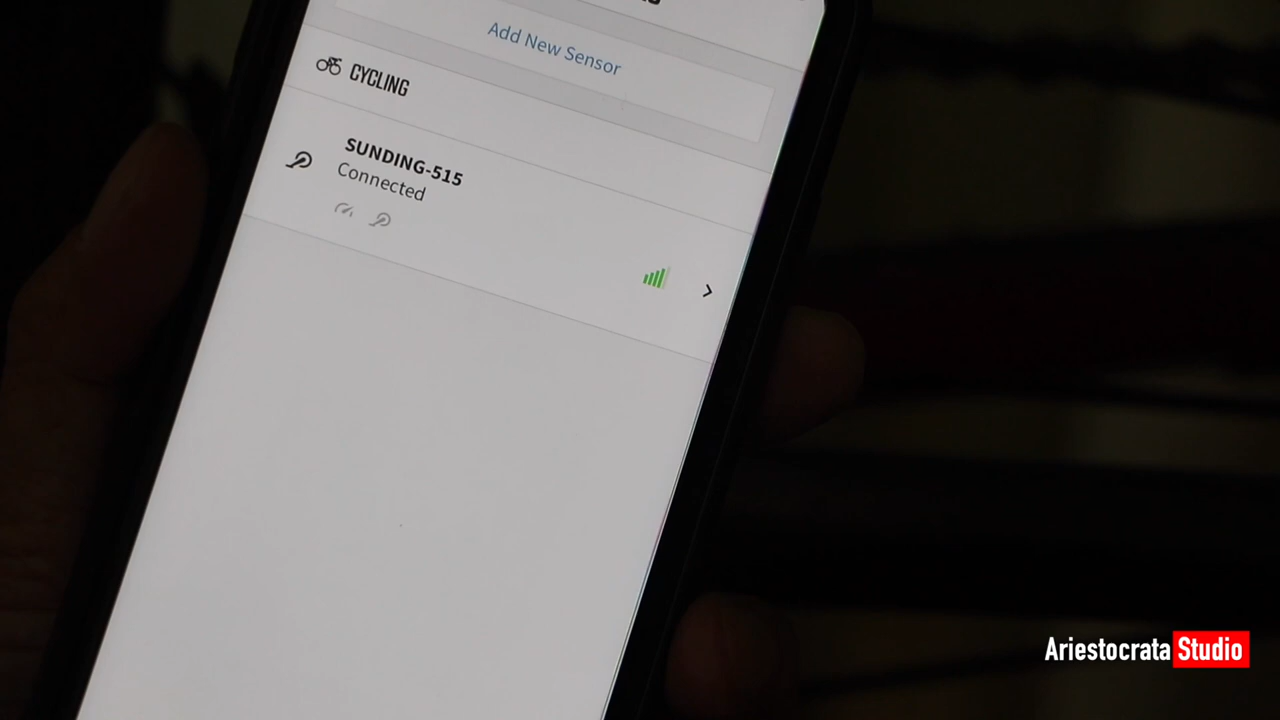 Add New Sensor
CYCLING
SUNDING-515
Connected
Ariestocrata Studio